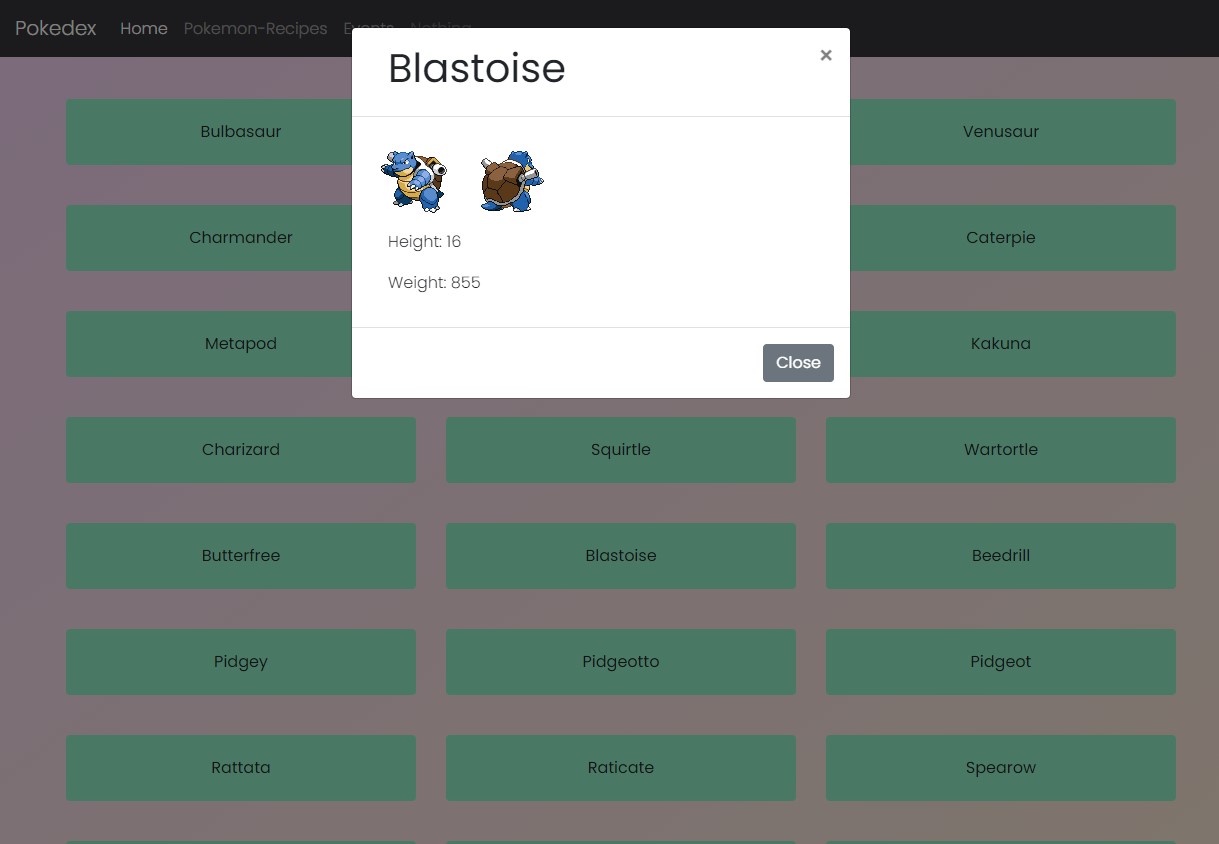 Pokedex Home Pokemon-Recipes Events Nothing
Blastoise ×
Height: 16
Weight: 855
Close
Bulbasaur Venusaur
Charmander Caterpie
Metapod Kakuna
Charizard Squirtle Wartortle
Butterfree Blastoise Beedrill
Pidgey Pidgeotto Pidgeot
Rattata Raticate Spearow